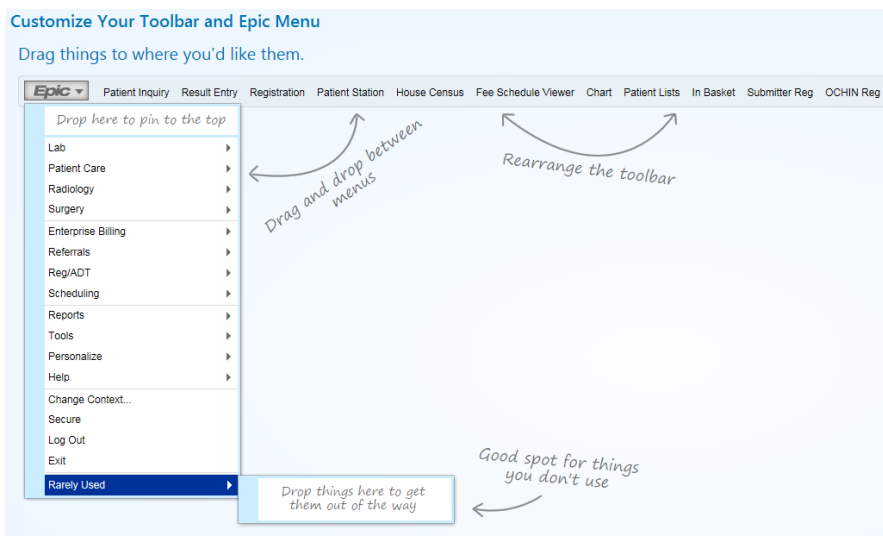 Customize Your Toolbar and Epic Menu
Drag things to where you'd like them.
Epic Patient Inquiry Result Entry Registration Patient Station House Census Fee Schedule Viewer Chart Patient Lists In Basket Submitter Reg OCHIN Reg
Drop here to pin to the top
Lab
Patient Care
Radiology
Surgery
Enterprise Billing
Referrals
Reg/ADT
Scheduling
Reports
Tools
Personalize
Help
Change Context...
Secure
Log Out
Exit
Rarely Used
Drag and drop between
menus
Rearrange the toolbar
Good spot for things
you don't use
Drop things here to get
them out of the way